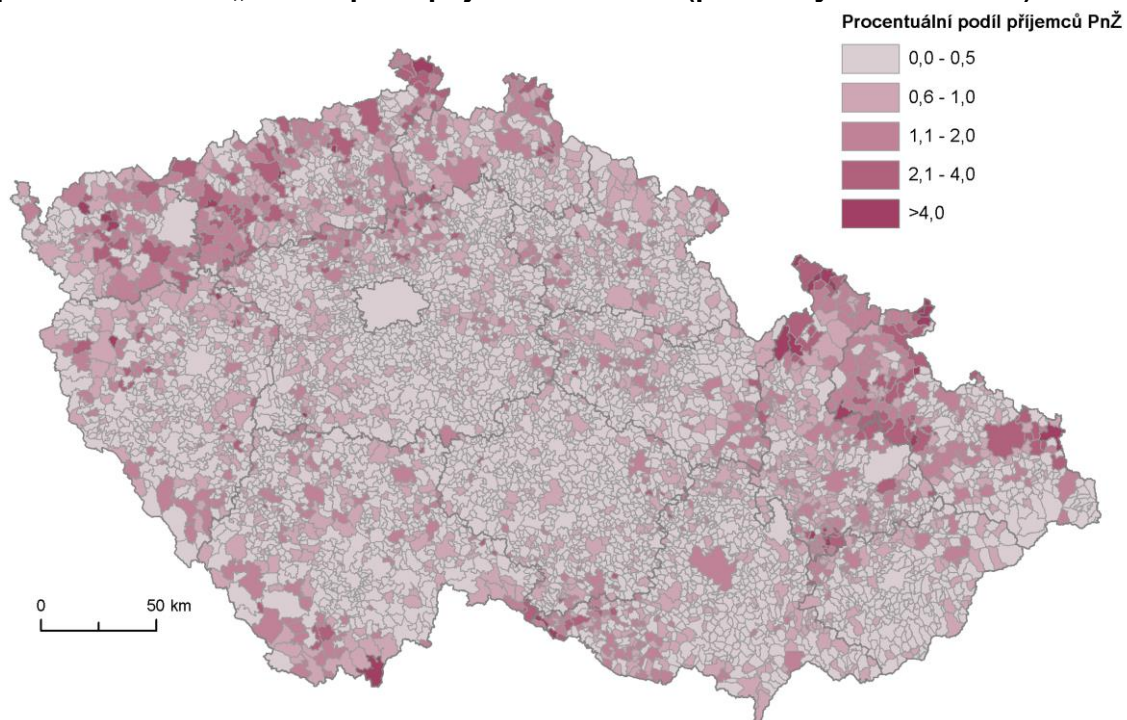 Procentuální podíl příjemců PnŽ
0,0 - 0,5
0,6 - 1,0
1,1 - 2,0
2,1 - 4,0
>4,0
0 50 km